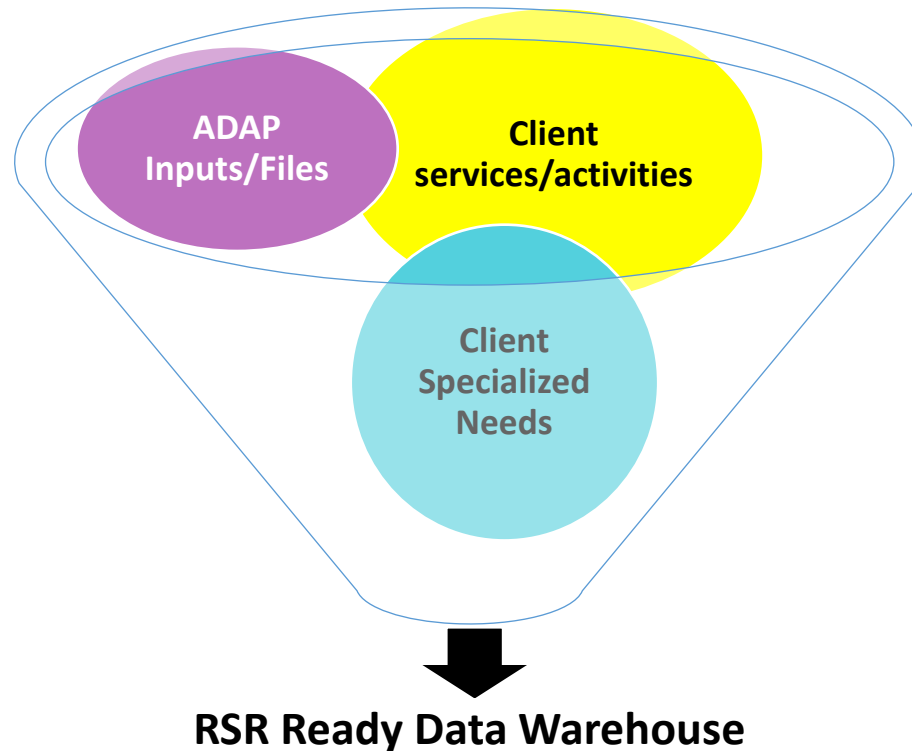 ADAP
Inputs/Files
Client
services/activities
Client
Specialized
Needs
RSR Ready Data Warehouse